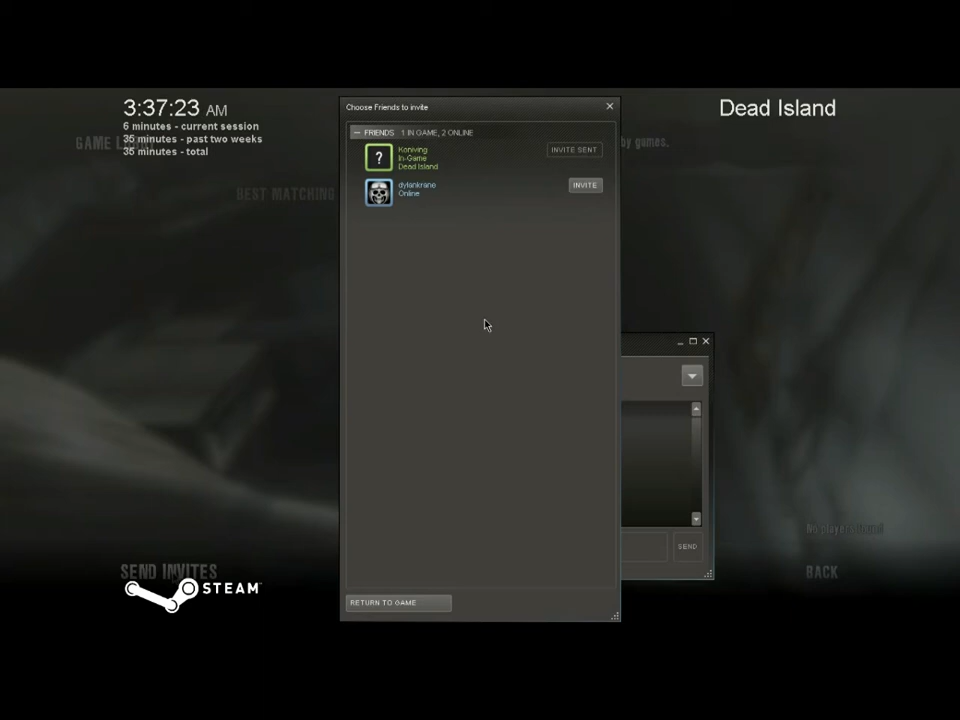 3:37:23 AM
6 minutes - current session
35 minutes - past two weeks
35 minutes - total
Dead Island
GAME
by games.
BEST MATCHING
Choose Friends to invite
FRIENDS 1 IN GAME, 2 ONLINE
Koniving
In-Game
Dead Island
INVITE SENT
dylankrano
Online
INVITE
No players found
SEND
SEND INVITES
BACK
STEAM
RETURN TO GAME